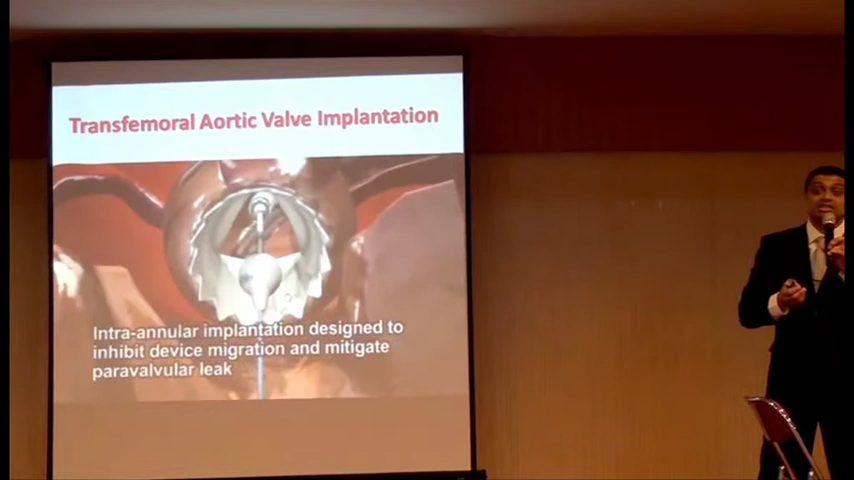 Transfemoral Aortic Valve Implantation
Intra-annular implantation designed to
inhibit device migration and mitigate
paravalvular leak